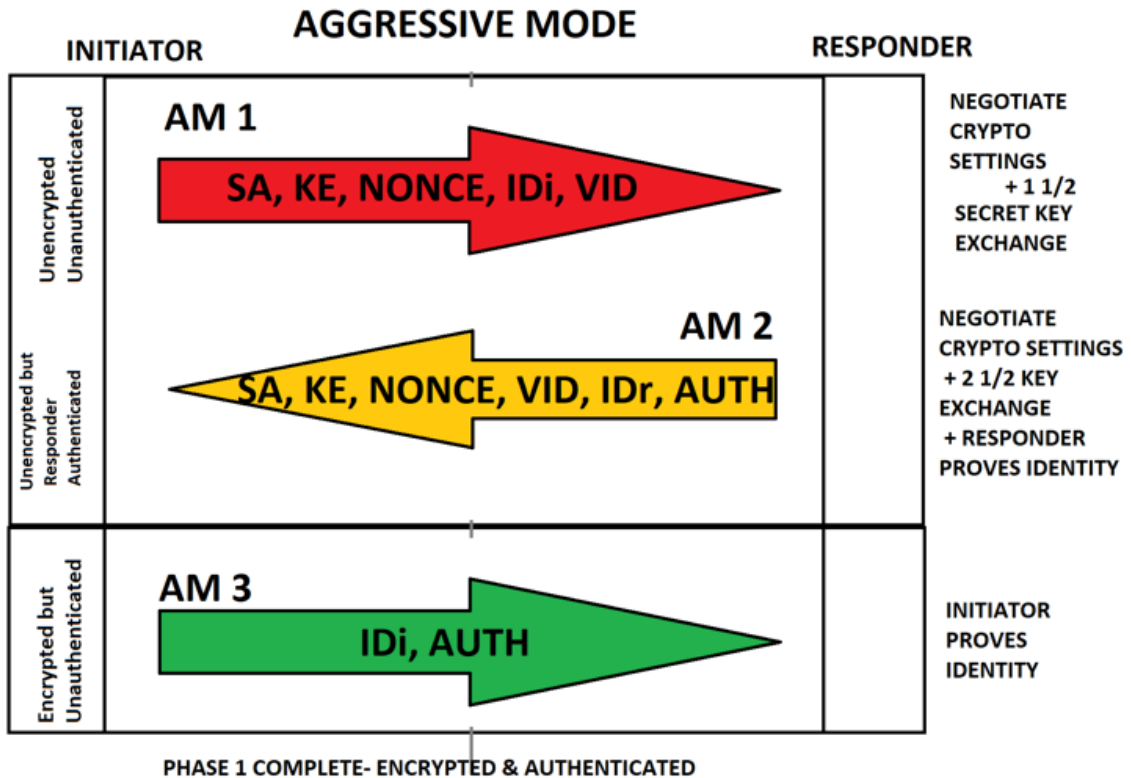 AGGRESSIVE MODE
INITIATOR
RESPONDER
Unencrypted
Unanuthenticated
AM 1
SA, KE, NONCE, IDi, VID
NEGOTIATE
CRYPTO
SETTINGS
+ 1 1/2
SECRET KEY
EXCHANGE
Unencrypted but
Responder
Authenticated
AM 2
SA, KE, NONCE, VID, IDr, AUTH
NEGOTIATE
CRYPTO SETTINGS
+ 2 1/2 KEY
EXCHANGE
+ RESPONDER
PROVES IDENTITY
Encrypted but
Unauthenticated
AM 3
IDi, AUTH
INITIATOR
PROVES
IDENTITY
PHASE 1 COMPLETE- ENCRYPTED & AUTHENTICATED